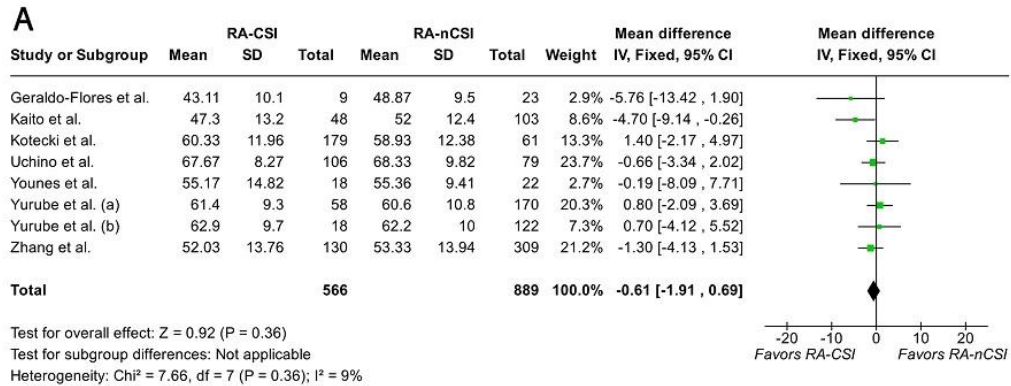 A
RA-CSI RA-nCSI Mean difference Mean difference
Study or Subgroup Mean SD Total Mean SD Total Weight IV, Fixed, 95% CI IV, Fixed, 95% CI
Geraldo-Flores et al. 43.11 10.1 9 48.87 9.5 23 2.9% -5.76 [-13.42 , 1.90]
Kaito et al. 47.3 13.2 48 52 12.4 103 8.6% -4.70 [-9.14 , -0.26]
Kotecki et al. 60.33 11.96 179 58.93 12.38 61 13.3% 1.40 [-2.17 , 4.97]
Uchino et al. 67.67 8.27 106 68.33 9.82 79 23.7% -0.66 [-3.34 , 2.02]
Younes et al. 55.17 14.82 18 55.36 9.41 22 2.7% -0.19 [-8.09 , 7.71]
Yurube et al. (a) 61.4 9.3 58 60.6 10.8 170 20.3% 0.80 [-2.09 , 3.69]
Yurube et al. (b) 62.9 9.7 18 62.2 10 122 7.3% 0.70 [-4.12 , 5.52]
Zhang et al. 52.03 13.76 130 53.33 13.94 309 21.2% -1.30 [-4.13 , 1.53]
Total 566 889 100.0% -0.61 [-1.91 , 0.69]
Test for overall effect: Z = 0.92 (P = 0.36)
Test for subgroup differences: Not applicable
Heterogeneity: Chi² = 7.66, df = 7 (P = 0.36); I² = 9%
-20 -10 0 10 20
Favors RA-CSI Favors RA-nCSI